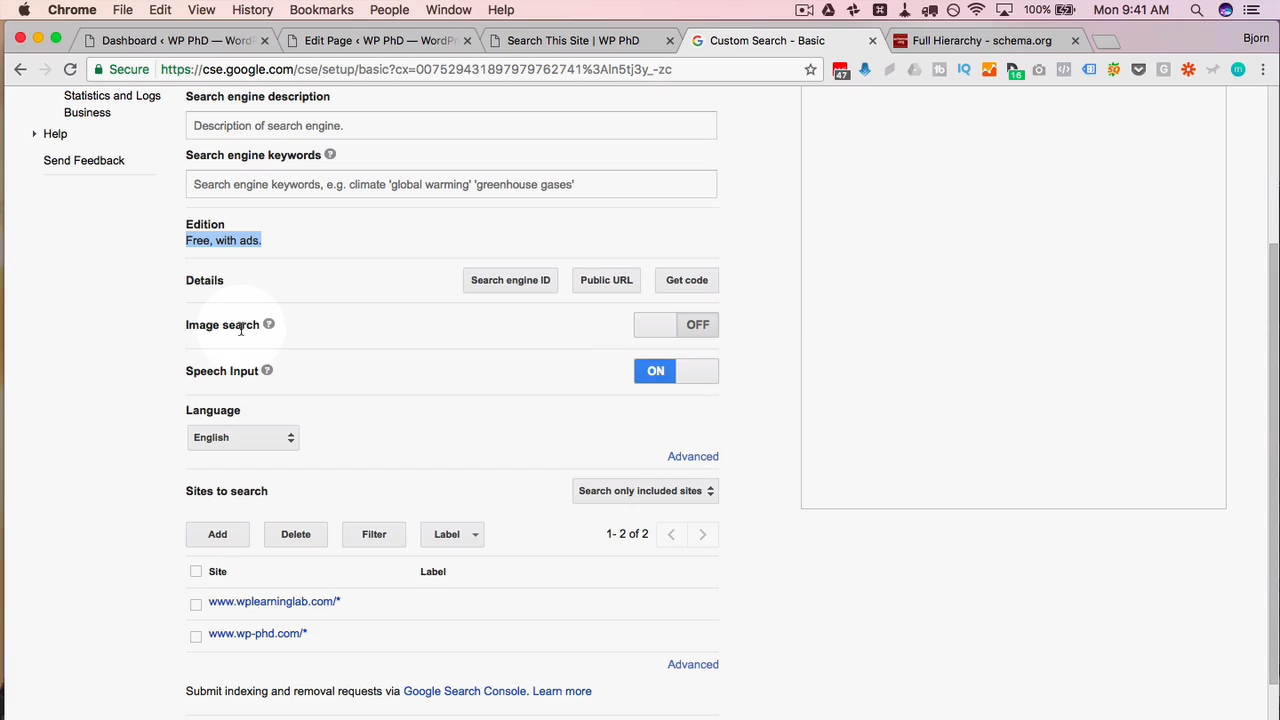 Chrome File Edit View History Bookmarks People Window Help 100% Mon 9:41 AM
Dashboard ‹ WP PhD — WordP
Edit Page ‹ WP PhD — WordPr
Search This Site | WP PhD
Custom Search - Basic
Full Hierarchy - schema.org
Bjorn
Secure https://cse.google.com/cse/setup/basic?cx=007529431897979762741%3Aln5tj3y_-zc
47
16
Statistics and Logs
Business
Help
Send Feedback
Search engine description
Description of search engine.
Search engine keywords
Search engine keywords, e.g. climate 'global warming' 'greenhouse gases'
Edition
Free, with ads.
Details Search engine ID Public URL Get code
Image search OFF
Speech Input ON
Language
English
Advanced
Sites to search Search only included sites
Add Delete Filter Label 1- 2 of 2
Site Label
www.wplearninglab.com/*
www.wp-phd.com/*
Advanced
Submit indexing and removal requests via Google Search Console. Learn more